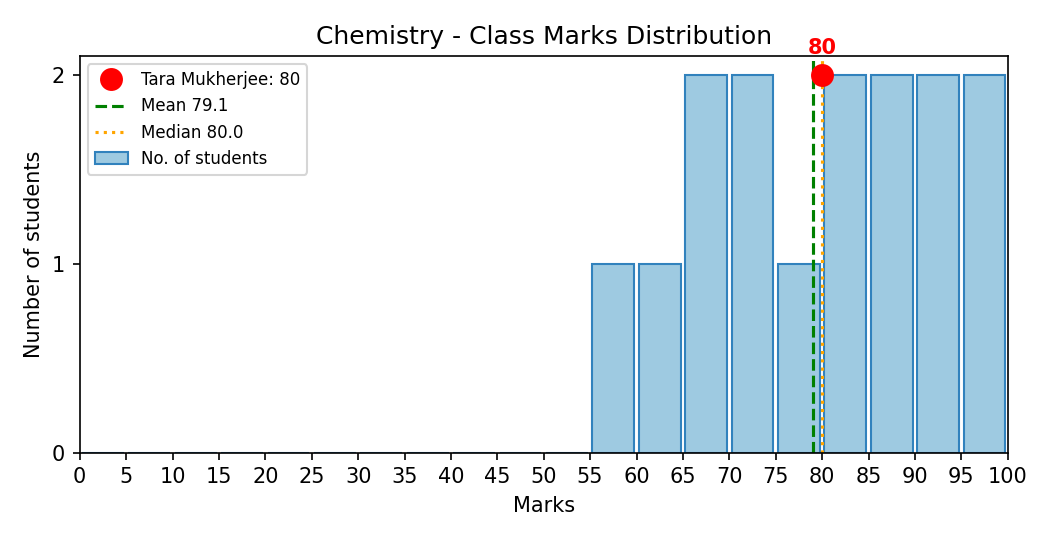 Chemistry - Class Marks Distribution
80
Tara Mukherjee: 80
Mean 79.1
Median 80.0
No. of students
Number of students
2
1
0
0 5 10 15 20 25 30 35 40 45 50 55 60 65 70 75 80 85 90 95 100
Marks